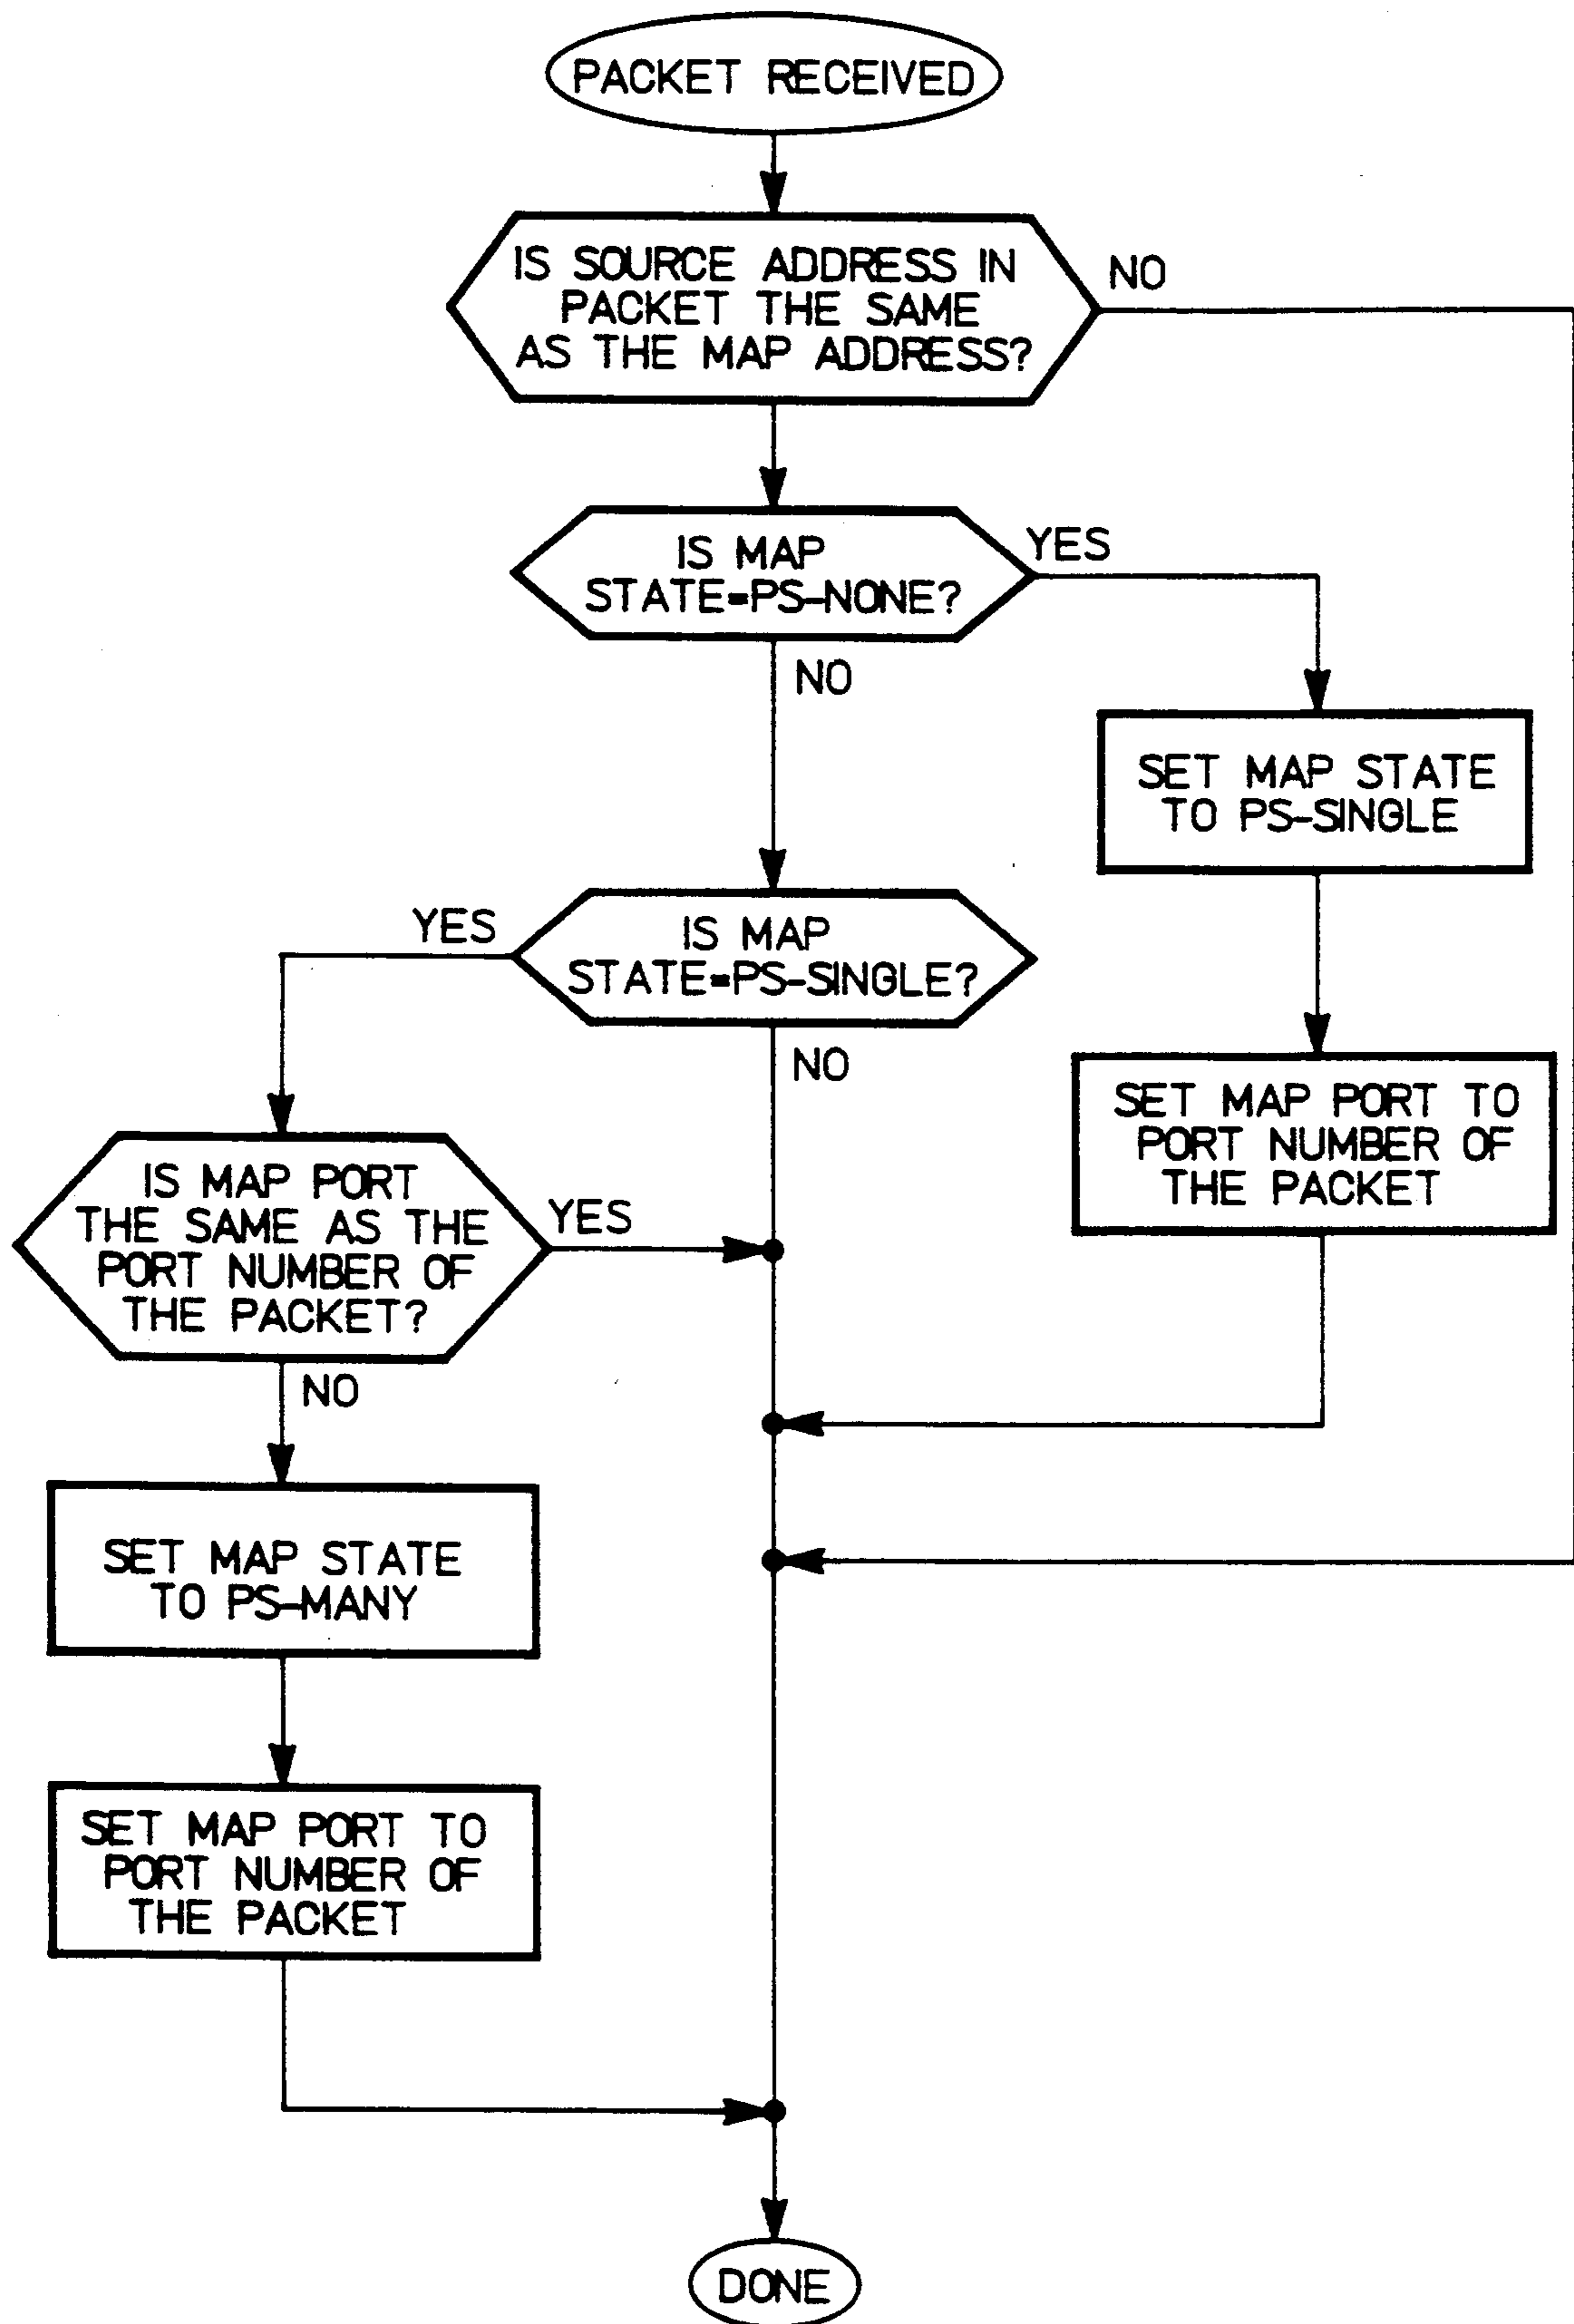 PACKET RECEIVED
IS SOURCE ADDRESS IN
PACKET THE SAME
AS THE MAP ADDRESS?
NO
IS MAP
STATE=PS-NONE?
YES
NO
SET MAP STATE
TO PS-SINGLE
IS MAP
STATE=PS-SINGLE?
YES
NO
SET MAP PORT TO
PORT NUMBER OF
THE PACKET
IS MAP PORT
THE SAME AS THE
PORT NUMBER OF
THE PACKET?
YES
NO
SET MAP STATE
TO PS-MANY
SET MAP PORT TO
PORT NUMBER OF
THE PACKET
DONE